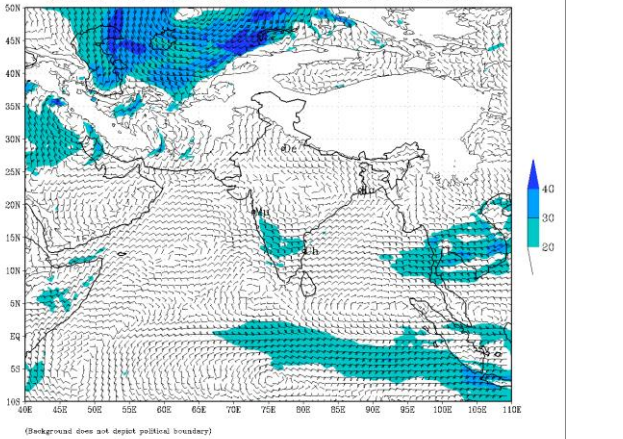 50N
45N
40N
35N
30N
25N
20N
15N
10N
5N
EQ
5S
10S
40E 45E 50E 55E 60E 65E 70E 75E 80E 85E 90E 95E 100E 105E 110E
40
30
20
(Background does not depict political boundary)